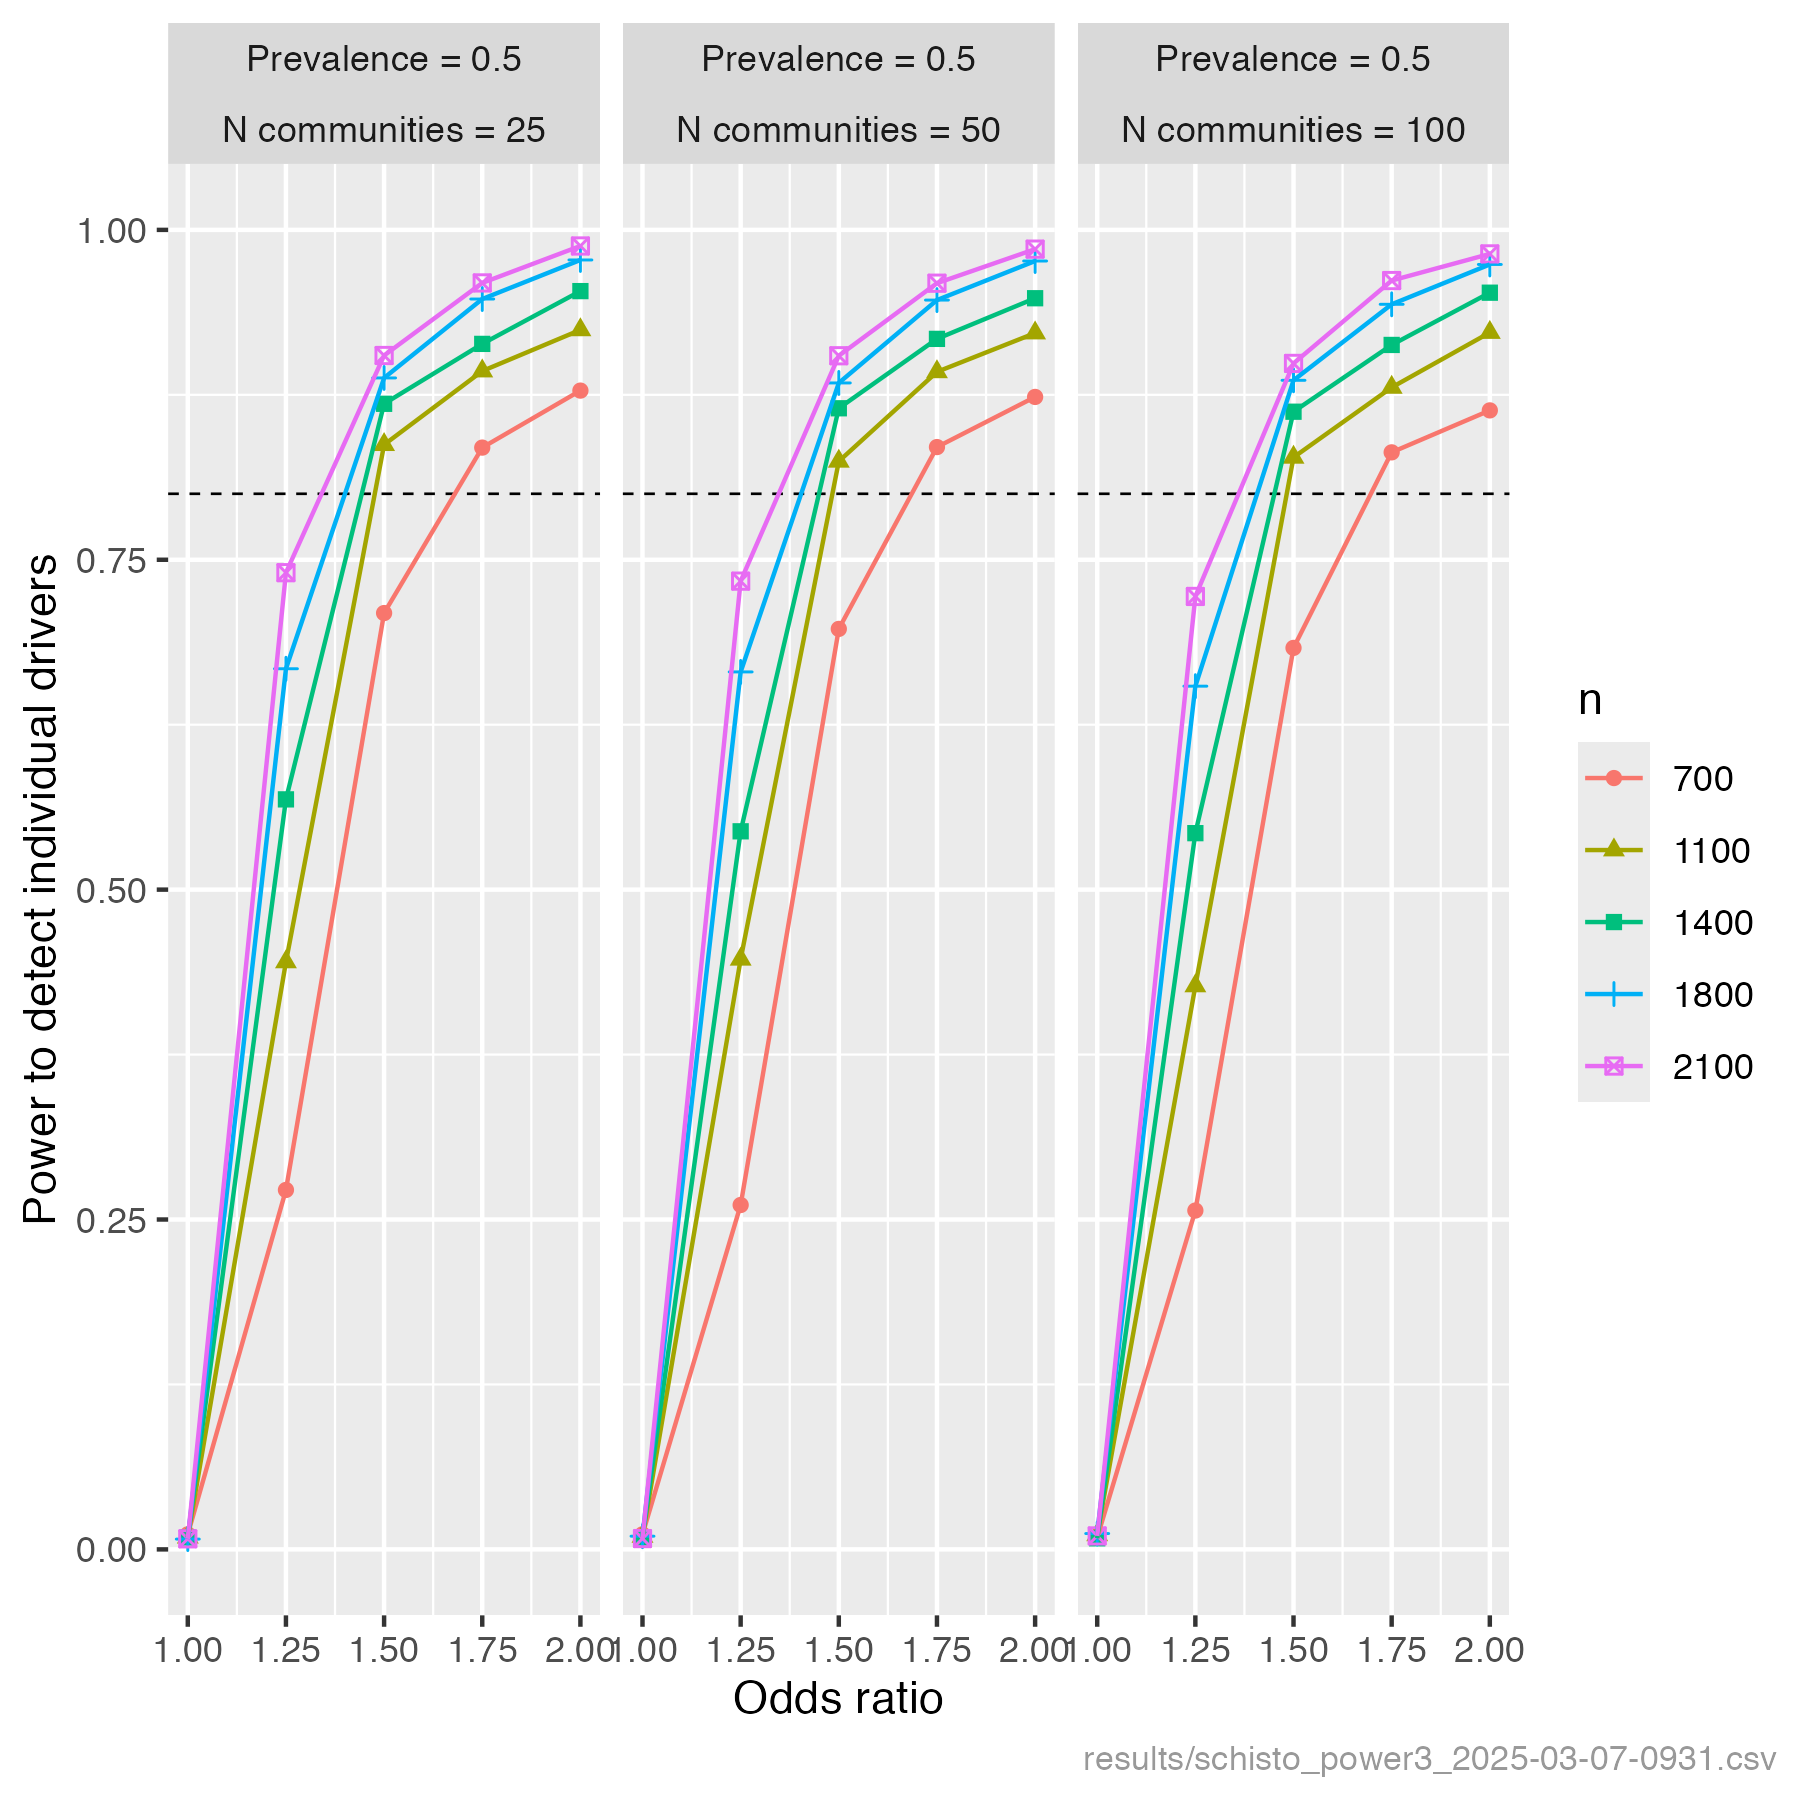 Prevalence = 0.5
N communities = 25
Prevalence = 0.5
N communities = 50
Prevalence = 0.5
N communities = 100
Power to detect individual drivers
1.00
0.75
0.50
0.25
0.00
1.00 1.25 1.50 1.75 2.00
1.00 1.25 1.50 1.75 2.00
1.00 1.25 1.50 1.75 2.00
Odds ratio
n
700
1100
1400
1800
2100
results/schisto_power3_2025-03-07-0931.csv